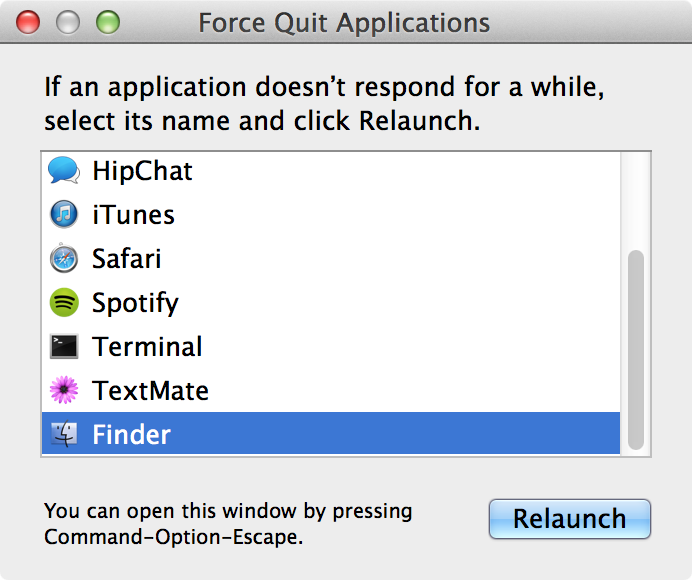 Force Quit Applications
If an application doesn’t respond for a while,
select its name and click Relaunch.
HipChat
iTunes
Safari
Spotify
Terminal
TextMate
Finder
You can open this window by pressing
Command-Option-Escape.
Relaunch